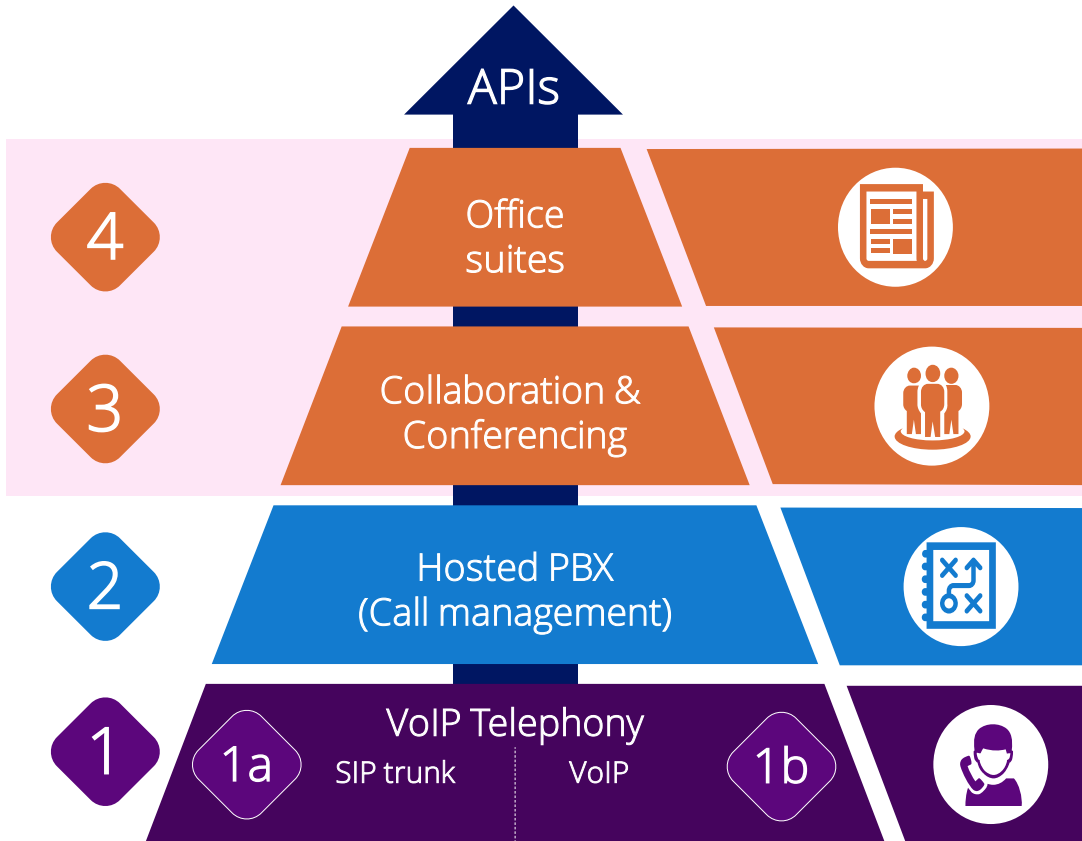 APIs
4
Office
suites
3
Collaboration &
Conferencing
2
Hosted PBX
(Call management)
1
VoIP Telephony
1a
SIP trunk
VoIP
1b